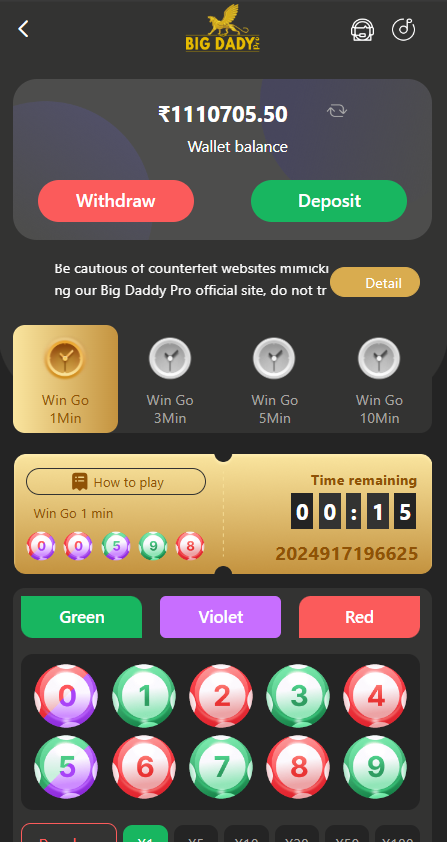 BIG DADY Pro
₹1110705.50
Wallet balance
Withdraw
Deposit
Be cautious of counterfeit websites mimicki
ng our Big Daddy Pro official site, do not tr
Detail
Win Go
1Min
Win Go
3Min
Win Go
5Min
Win Go
10Min
How to play
Win Go 1 min
0 0 5 9 8
Time remaining
0 0 : 1 5
2024917196625
Green
Violet
Red
0 1 2 3 4
5 6 7 8 9
X1 X5 X10 X20 X50 X100